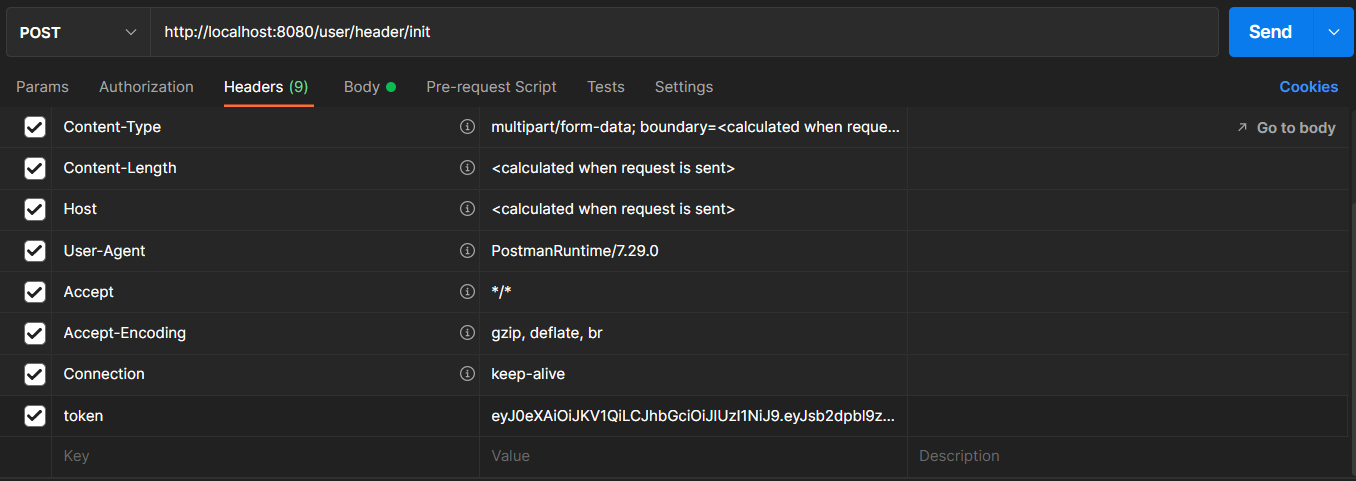 POST http://localhost:8080/user/header/init Send
Params Authorization Headers (9) Body Pre-request Script Tests Settings Cookies
Content-Type multipart/form-data; boundary=<calculated when reque... Go to body
Content-Length <calculated when request is sent>
Host <calculated when request is sent>
User-Agent PostmanRuntime/7.29.0
Accept */*
Accept-Encoding gzip, deflate, br
Connection keep-alive
token eyJ0eXAiOiJKV1QiLCJhbGciOiJIUzI1NiJ9.eyJsb2dpbl9z...
Key Value Description